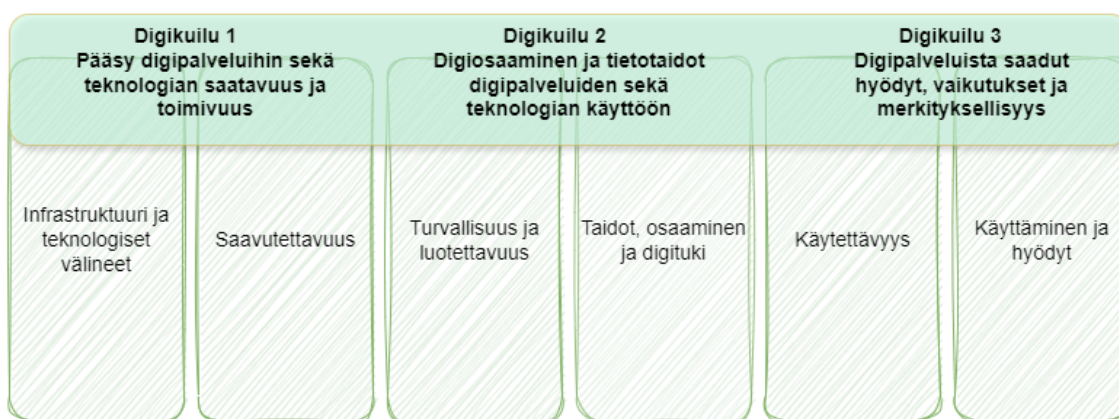 Digikuilu 1
Pääsy digipalveluihin sekä
teknologian saatavuus ja
toimivuus
Digikuilu 2
Digiosaaminen ja tietotaidot
digipalveluiden sekä
teknologian käyttöön
Digikuilu 3
Digipalveluista saadut
hyödyt, vaikutukset ja
merkityksellisyys
Infrastruktuuri ja
teknologiset
välineet
Saavutettavuus
Turvallisuus ja
luotettavuus
Taidot, osaaminen
ja digituki
Käytettävyys
Käyttäminen ja
hyödyt